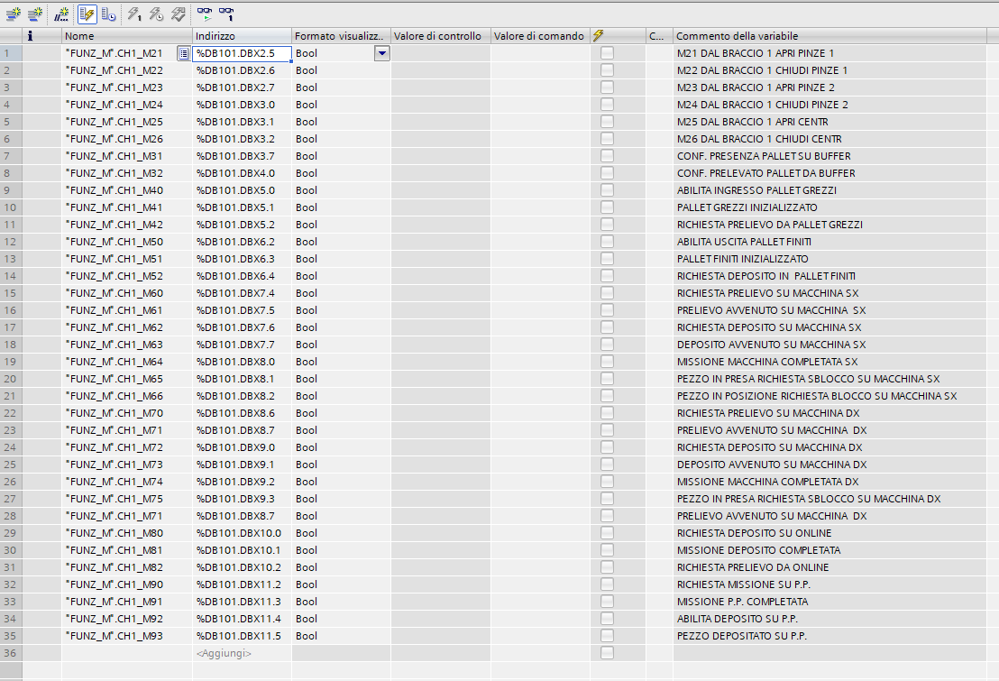 i Nome Indirizzo Formato visualizz.. Valore di controllo Valore di comando C... Commento della variabile
1 "FUNZ_M".CH1_M21 %DB101.DBX2.5 Bool M21 DAL BRACCIO 1 APRI PINZE 1
2 "FUNZ_M".CH1_M22 %DB101.DBX2.6 Bool M22 DAL BRACCIO 1 CHIUDI PINZE 1
3 "FUNZ_M".CH1_M23 %DB101.DBX2.7 Bool M23 DAL BRACCIO 1 APRI PINZE 2
4 "FUNZ_M".CH1_M24 %DB101.DBX3.0 Bool M24 DAL BRACCIO 1 CHIUDI PINZE 2
5 "FUNZ_M".CH1_M25 %DB101.DBX3.1 Bool M25 DAL BRACCIO 1 APRI CENTR
6 "FUNZ_M".CH1_M26 %DB101.DBX3.2 Bool M26 DAL BRACCIO 1 CHIUDI CENTR
7 "FUNZ_M".CH1_M31 %DB101.DBX3.7 Bool CONF. PRESENZA PALLET SU BUFFER
8 "FUNZ_M".CH1_M32 %DB101.DBX4.0 Bool CONF. PRELEVATO PALLET DA BUFFER
9 "FUNZ_M".CH1_M40 %DB101.DBX5.0 Bool ABILITA INGRESSO PALLET GREZZI
10 "FUNZ_M".CH1_M41 %DB101.DBX5.1 Bool PALLET GREZZI INIZIALIZZATO
11 "FUNZ_M".CH1_M42 %DB101.DBX5.2 Bool RICHIESTA PRELIEVO DA PALLET GREZZI
12 "FUNZ_M".CH1_M50 %DB101.DBX6.2 Bool ABILITA USCITA PALLET FINITI
13 "FUNZ_M".CH1_M51 %DB101.DBX6.3 Bool PALLET FINITI INIZIALIZZATO
14 "FUNZ_M".CH1_M52 %DB101.DBX6.4 Bool RICHIESTA DEPOSITO IN PALLET FINITI
15 "FUNZ_M".CH1_M60 %DB101.DBX7.4 Bool RICHIESTA PRELIEVO SU MACCHINA SX
16 "FUNZ_M".CH1_M61 %DB101.DBX7.5 Bool PRELIEVO AVVENUTO SU MACCHINA SX
17 "FUNZ_M".CH1_M62 %DB101.DBX7.6 Bool RICHIESTA DEPOSITO SU MACCHINA SX
18 "FUNZ_M".CH1_M63 %DB101.DBX7.7 Bool DEPOSITO AVVENUTO SU MACCHINA SX
19 "FUNZ_M".CH1_M64 %DB101.DBX8.0 Bool MISSIONE MACCHINA COMPLETATA SX
20 "FUNZ_M".CH1_M65 %DB101.DBX8.1 Bool PEZZO IN PRESA RICHIESTA SBLOCCO SU MACCHINA SX
21 "FUNZ_M".CH1_M66 %DB101.DBX8.2 Bool PEZZO IN POSIZIONE RICHIESTA BLOCCO SU MACCHINA SX
22 "FUNZ_M".CH1_M70 %DB101.DBX8.6 Bool RICHIESTA PRELIEVO SU MACCHINA DX
23 "FUNZ_M".CH1_M71 %DB101.DBX8.7 Bool PRELIEVO AVVENUTO SU MACCHINA DX
24 "FUNZ_M".CH1_M72 %DB101.DBX9.0 Bool RICHIESTA DEPOSITO SU MACCHINA DX
25 "FUNZ_M".CH1_M73 %DB101.DBX9.1 Bool DEPOSITO AVVENUTO SU MACCHINA DX
26 "FUNZ_M".CH1_M74 %DB101.DBX9.2 Bool MISSIONE MACCHINA COMPLETATA DX
27 "FUNZ_M".CH1_M75 %DB101.DBX9.3 Bool PEZZO IN PRESA RICHIESTA SBLOCCO SU MACCHINA DX
28 "FUNZ_M".CH1_M71 %DB101.DBX8.7 Bool PRELIEVO AVVENUTO SU MACCHINA DX
29 "FUNZ_M".CH1_M80 %DB101.DBX10.0 Bool RICHIESTA DEPOSITO SU ONLINE
30 "FUNZ_M".CH1_M81 %DB101.DBX10.1 Bool MISSIONE DEPOSITO COMPLETATA
31 "FUNZ_M".CH1_M82 %DB101.DBX10.2 Bool RICHIESTA PRELIEVO DA ONLINE
32 "FUNZ_M".CH1_M90 %DB101.DBX11.2 Bool RICHIESTA MISSIONE SU P.P.
33 "FUNZ_M".CH1_M91 %DB101.DBX11.3 Bool MISSIONE P.P. COMPLETATA
34 "FUNZ_M".CH1_M92 %DB101.DBX11.4 Bool ABILITA DEPOSITO SU P.P.
35 "FUNZ_M".CH1_M93 %DB101.DBX11.5 Bool PEZZO DEPOSITATO SU P.P.
36 <Aggiungi>